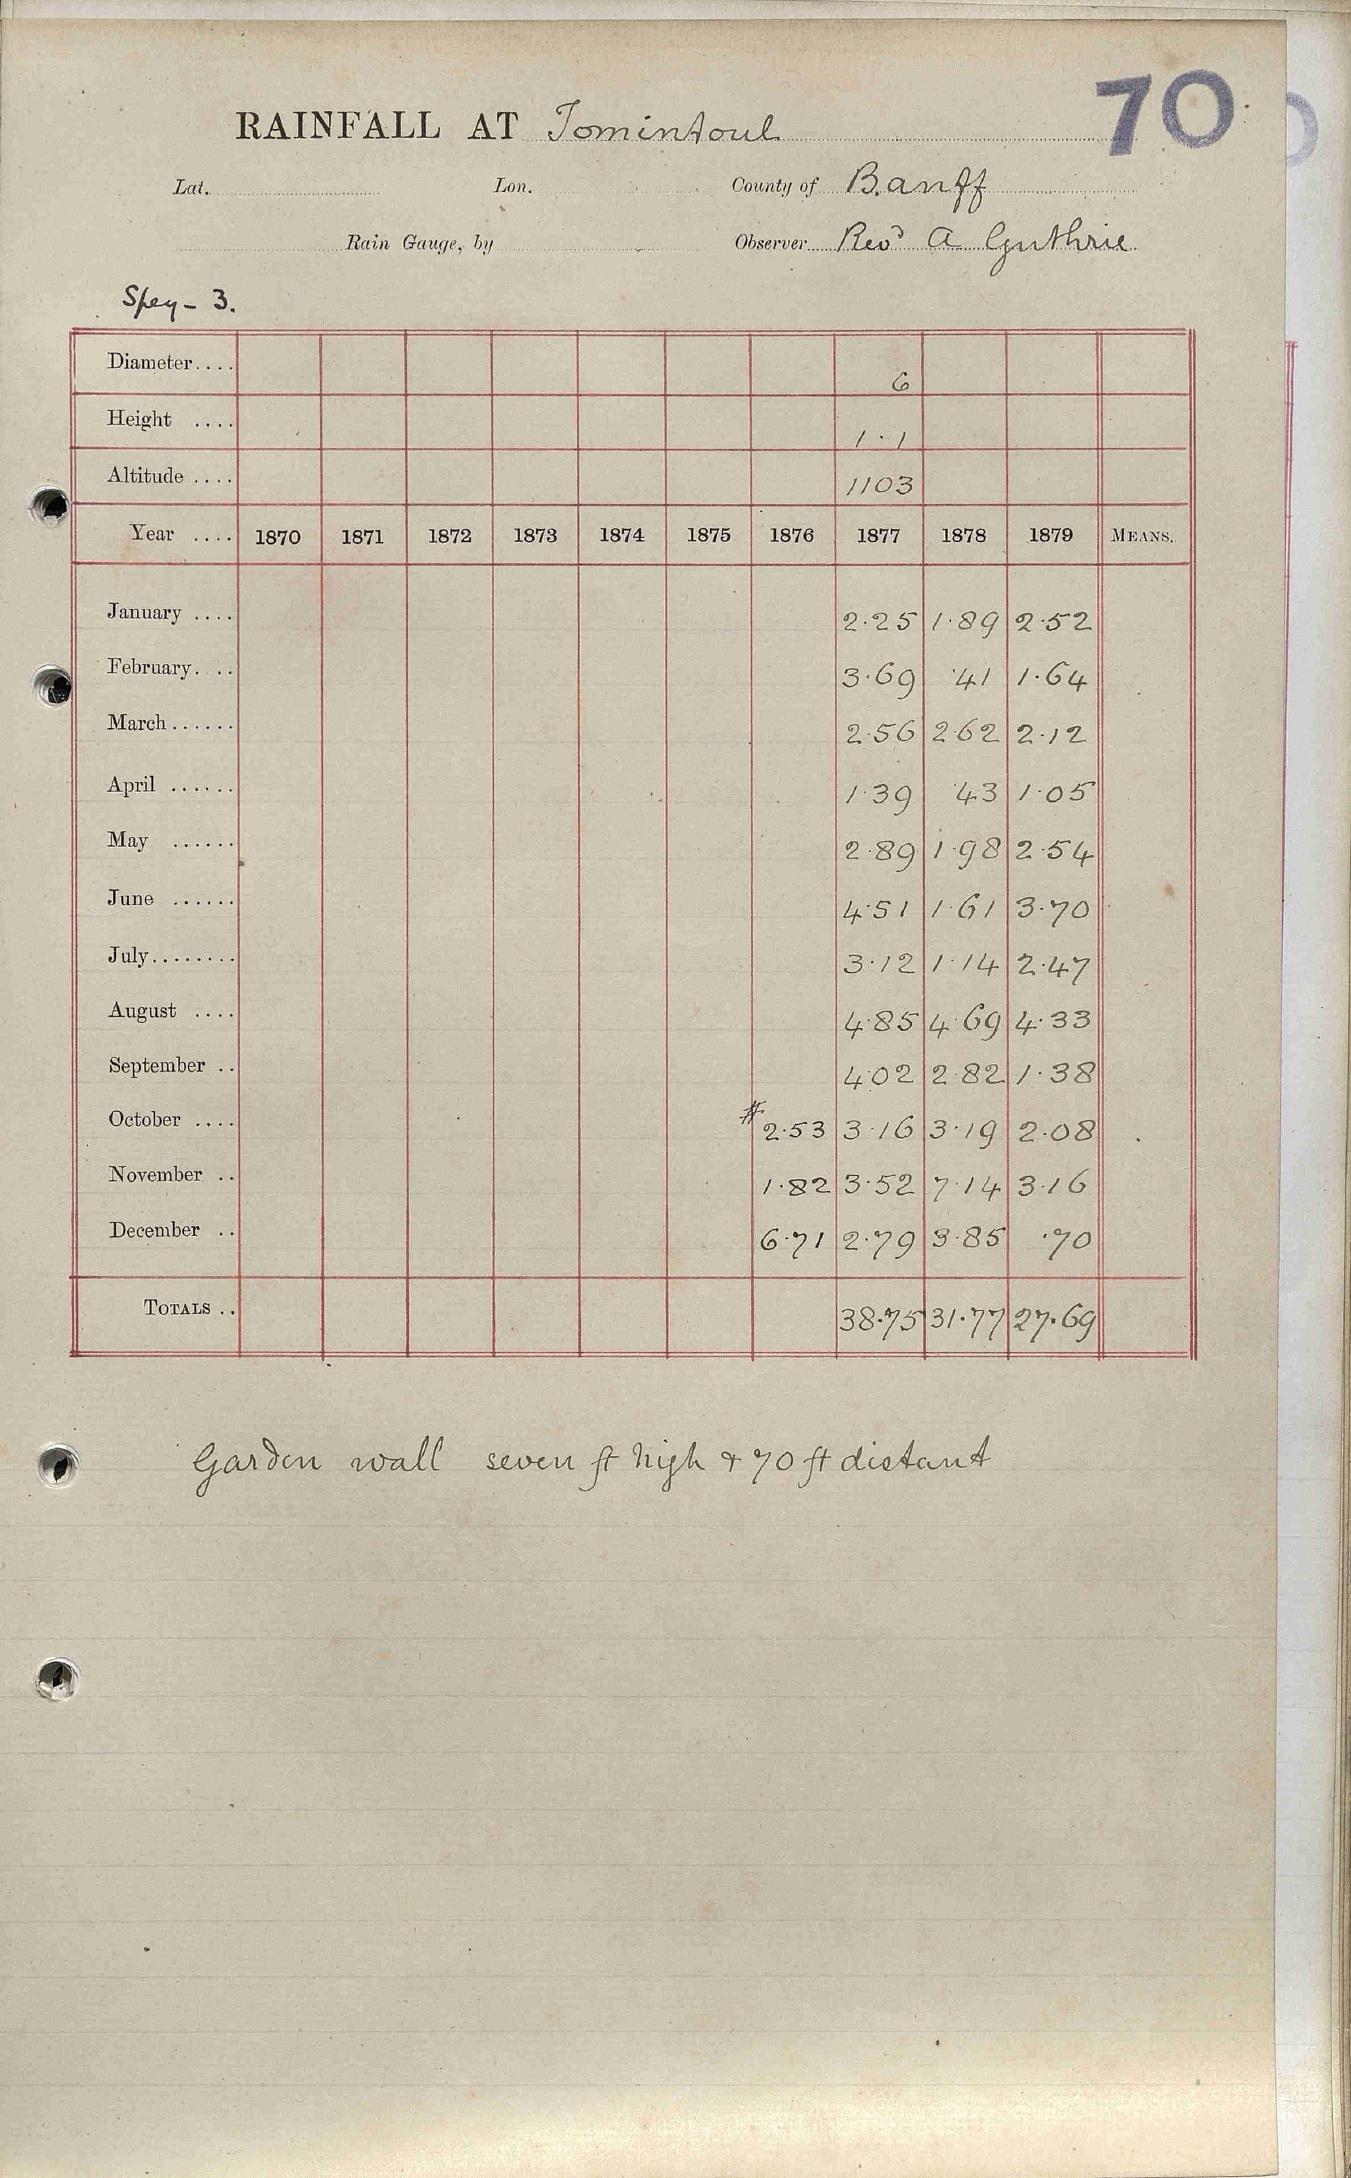 70
RAINFALL AT Tomintoul
Lat. Lon. County of Banff
Rain Gauge, by Observer Revd A Guthrie
Spey - 3.
Diameter.... 6
Height .... 1·1
Altitude .... 1103
Year .... 1870 1871 1872 1873 1874 1875 1876 1877 1878 1879 MEANS.
January .... 2·25 1·89 2·52
February. .. 3·69 ·41 1·64
March...... 2·56 2·62 2·12
April ...... 1·39 ·43 1·05
May ...... 2·89 1·98 2·54
June ...... 4·51 1·61 3·70
July........ 3·12 1·14 2·47
August .... 4·85 4·69 4·33
September .. 4·02 2·82 1·38
October .... # 2·53 3·16 3·19 2·08
November .. 1·82 3·52 7·14 3·16
December .. 6·71 2·79 3·85 ·70
TOTALS .. 38·75 31·77 27·69
Garden wall seven ft high & 70 ft distant